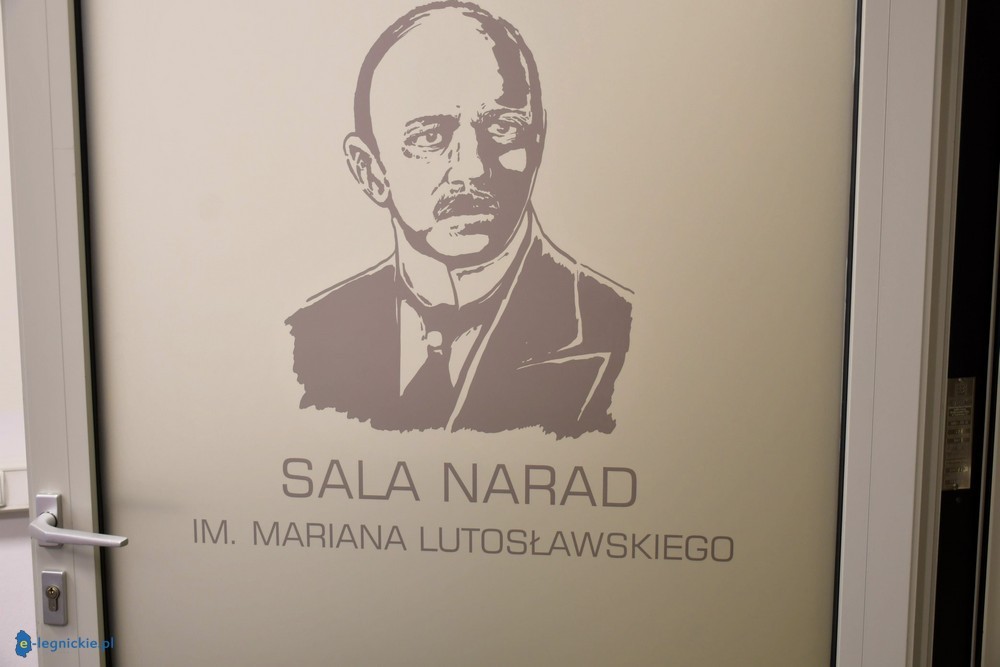 SALA NARAD
IM. MARIANA LUTOSŁAWSKIEGO
e-legnickie.pl